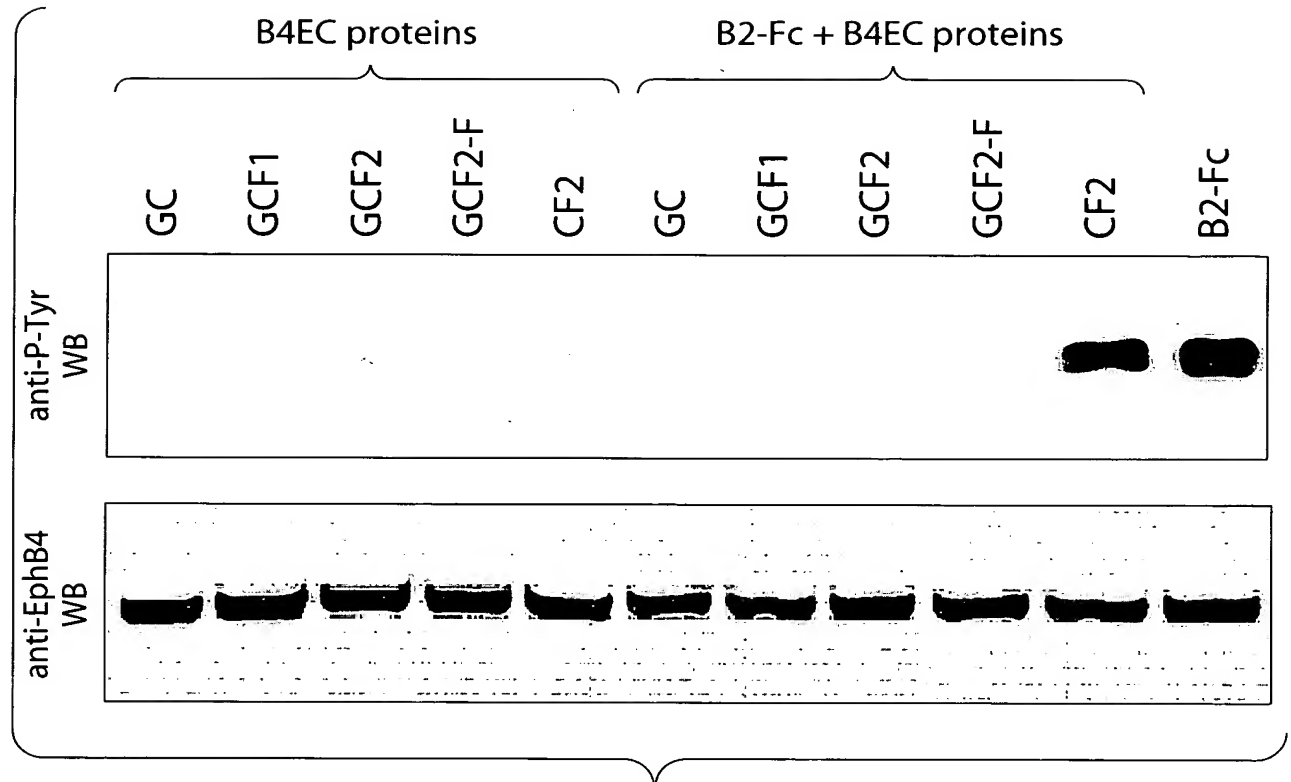 B4EC proteins
B2-Fc + B4EC proteins
GC
GCF1
GCF2
GCF2-F
CF2
GC
GCF1
GCF2
GCF2-F
CF2
B2-Fc
anti-P-Tyr
WB
anti-EphB4
WB